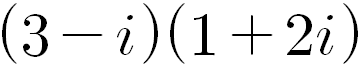 (3 − i)(1 + 2i)